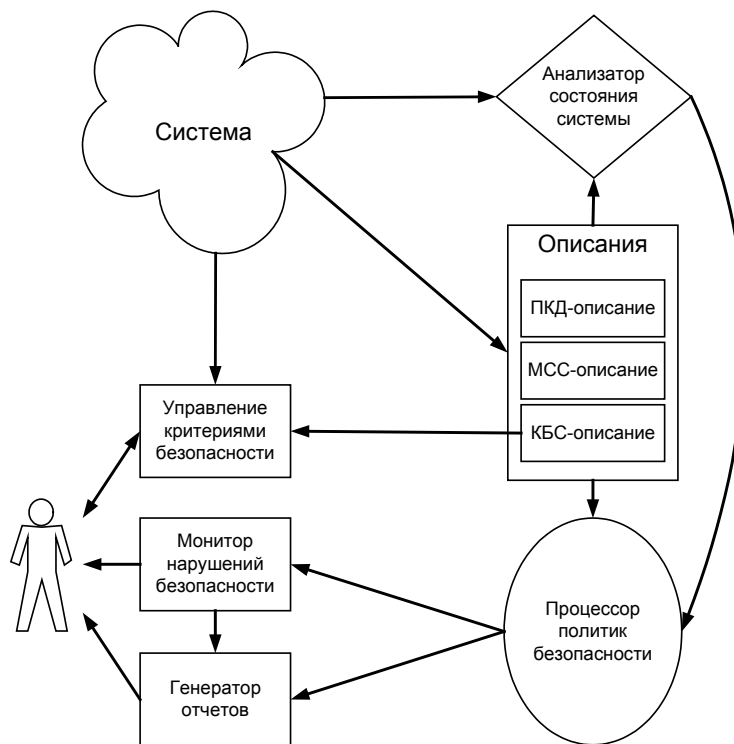 Система
Анализатор
состояния
системы
Описания
ПКД-описание
МСС-описание
КБС-описание
Управление
критериями
безопасности
Монитор
нарушений
безопасности
Процессор
политик
безопасности
Генератор
отчетов